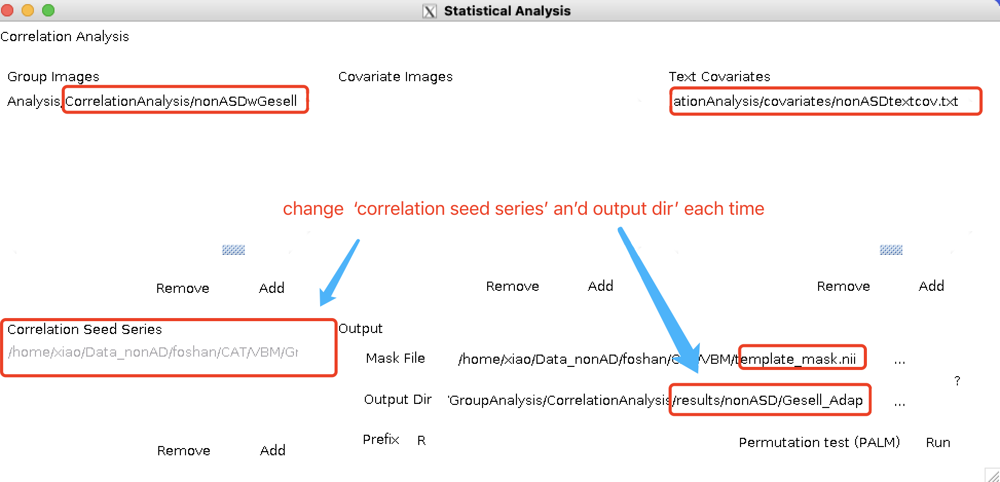 Statistical Analysis
Correlation Analysis
Group Images
Covariate Images
Text Covariates
Analysis/CorrelationAnalysis/nonASDwGesell
ationAnalysis/covariates/nonASDtextcov.txt
change ‘correlation seed series’ an’d output dir’ each time
Remove Add
Remove Add
Remove Add
Correlation Seed Series
/home/xiao/Data_nonAD/foshan/CAT/VBM/Gr
Output
Mask File /home/xiao/Data_nonAD/foshan/CAT/VBM/template_mask.nii ...
?
Output Dir /GroupAnalysis/CorrelationAnalysis/results/nonASD/Gesell_Adap ...
Prefix R
Permutation test (PALM) Run
Remove Add